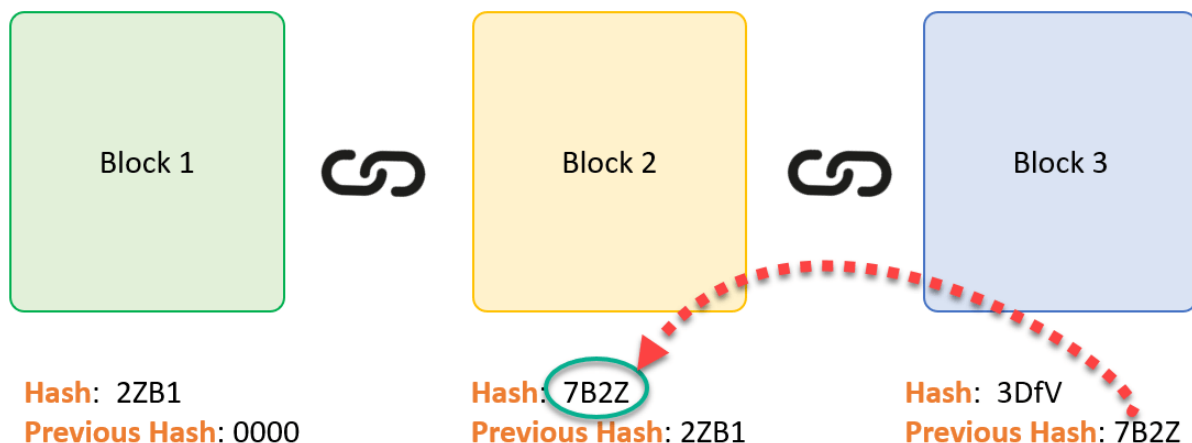 Block 1
Block 2
Block 3
Hash: 2ZB1
Previous Hash: 0000
Hash: 7B2Z
Previous Hash: 2ZB1
Hash: 3DfV
Previous Hash: 7B2Z